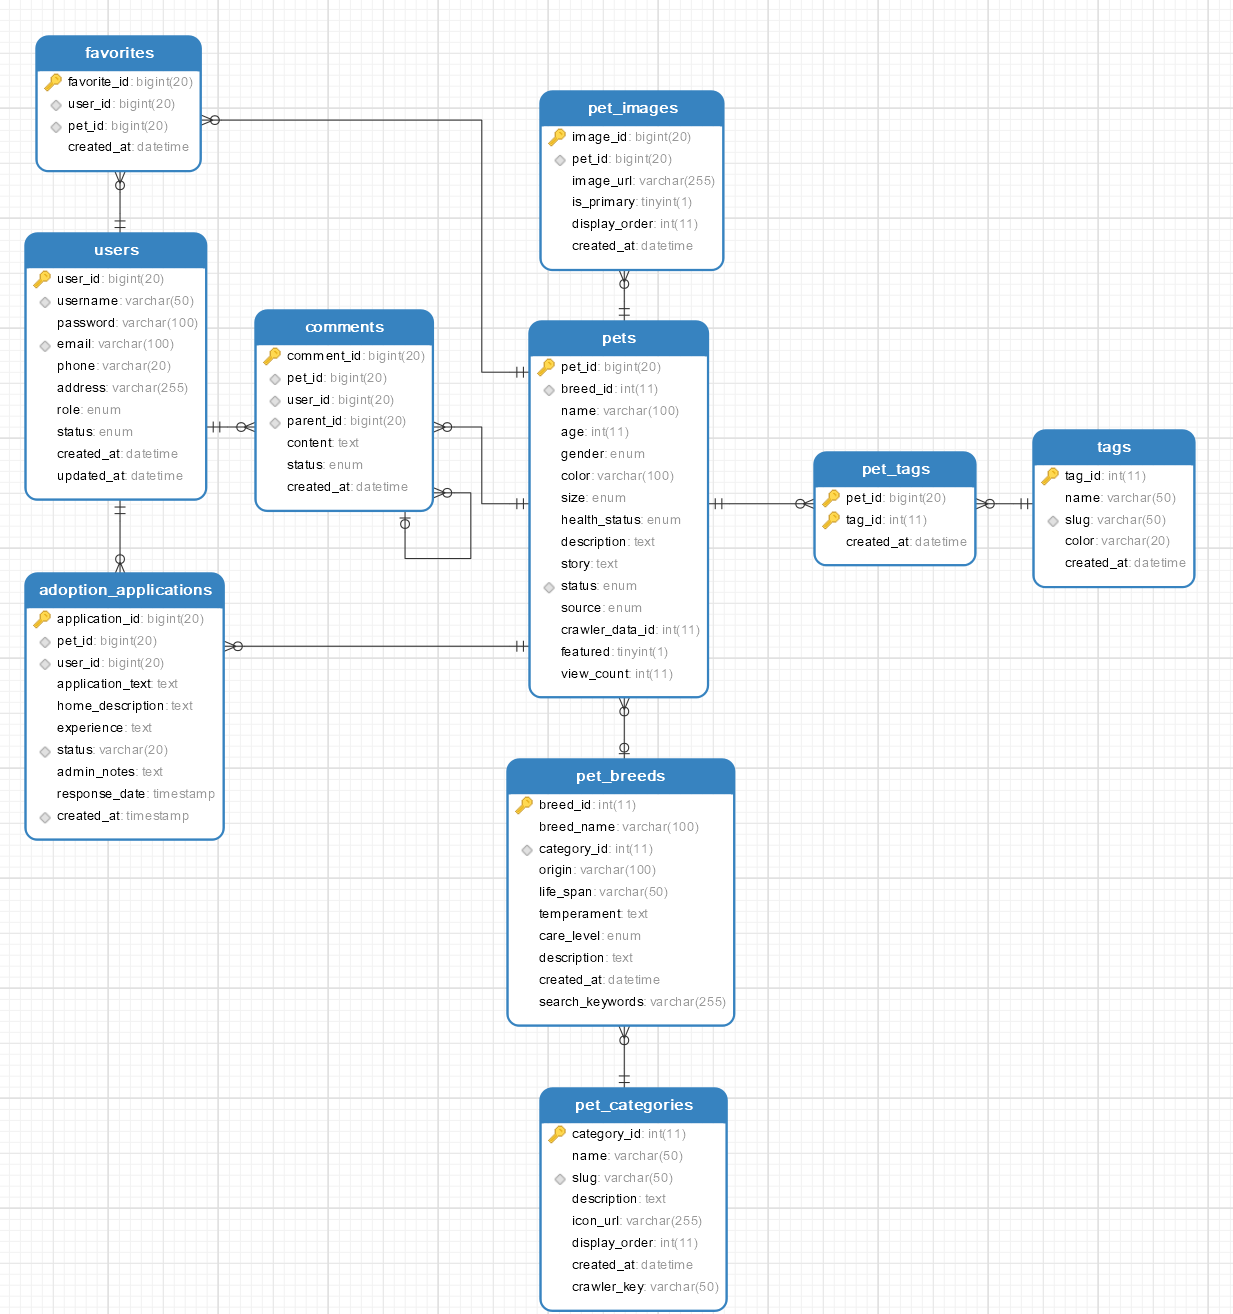 favorites
favorite_id: bigint(20)
user_id: bigint(20)
pet_id: bigint(20)
created_at: datetime
pet_images
image_id: bigint(20)
pet_id: bigint(20)
image_url: varchar(255)
is_primary: tinyint(1)
display_order: int(11)
created_at: datetime
users
user_id: bigint(20)
username: varchar(50)
password: varchar(100)
email: varchar(100)
phone: varchar(20)
address: varchar(255)
role: enum
status: enum
created_at: datetime
updated_at: datetime
comments
comment_id: bigint(20)
pet_id: bigint(20)
user_id: bigint(20)
parent_id: bigint(20)
content: text
status: enum
created_at: datetime
pets
pet_id: bigint(20)
breed_id: int(11)
name: varchar(100)
age: int(11)
gender: enum
color: varchar(100)
size: enum
health_status: enum
description: text
story: text
status: enum
source: enum
crawler_data_id: int(11)
featured: tinyint(1)
view_count: int(11)
pet_tags
pet_id: bigint(20)
tag_id: int(11)
created_at: datetime
tags
tag_id: int(11)
name: varchar(50)
slug: varchar(50)
color: varchar(20)
created_at: datetime
adoption_applications
application_id: bigint(20)
pet_id: bigint(20)
user_id: bigint(20)
application_text: text
home_description: text
experience: text
status: varchar(20)
admin_notes: text
response_date: timestamp
created_at: timestamp
pet_breeds
breed_id: int(11)
breed_name: varchar(100)
category_id: int(11)
origin: varchar(100)
life_span: varchar(50)
temperament: text
care_level: enum
description: text
created_at: datetime
search_keywords: varchar(255)
pet_categories
category_id: int(11)
name: varchar(50)
slug: varchar(50)
description: text
icon_url: varchar(255)
display_order: int(11)
created_at: datetime
crawler_key: varchar(50)